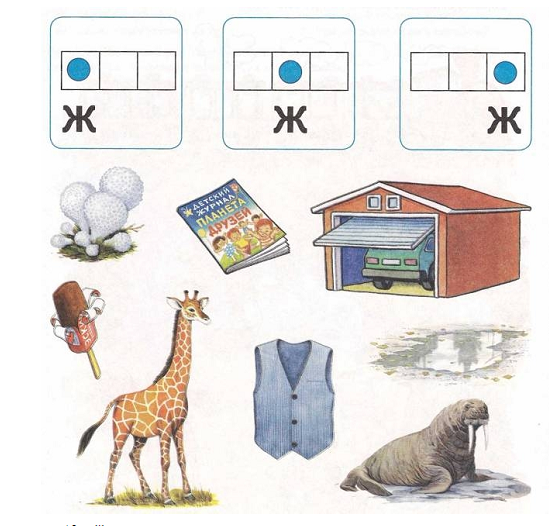 Ж
Ж
Ж
ДЕТСКИЙ
ЖУРНАЛ
ПЛАНЕТА
ДРУЗЕЙ